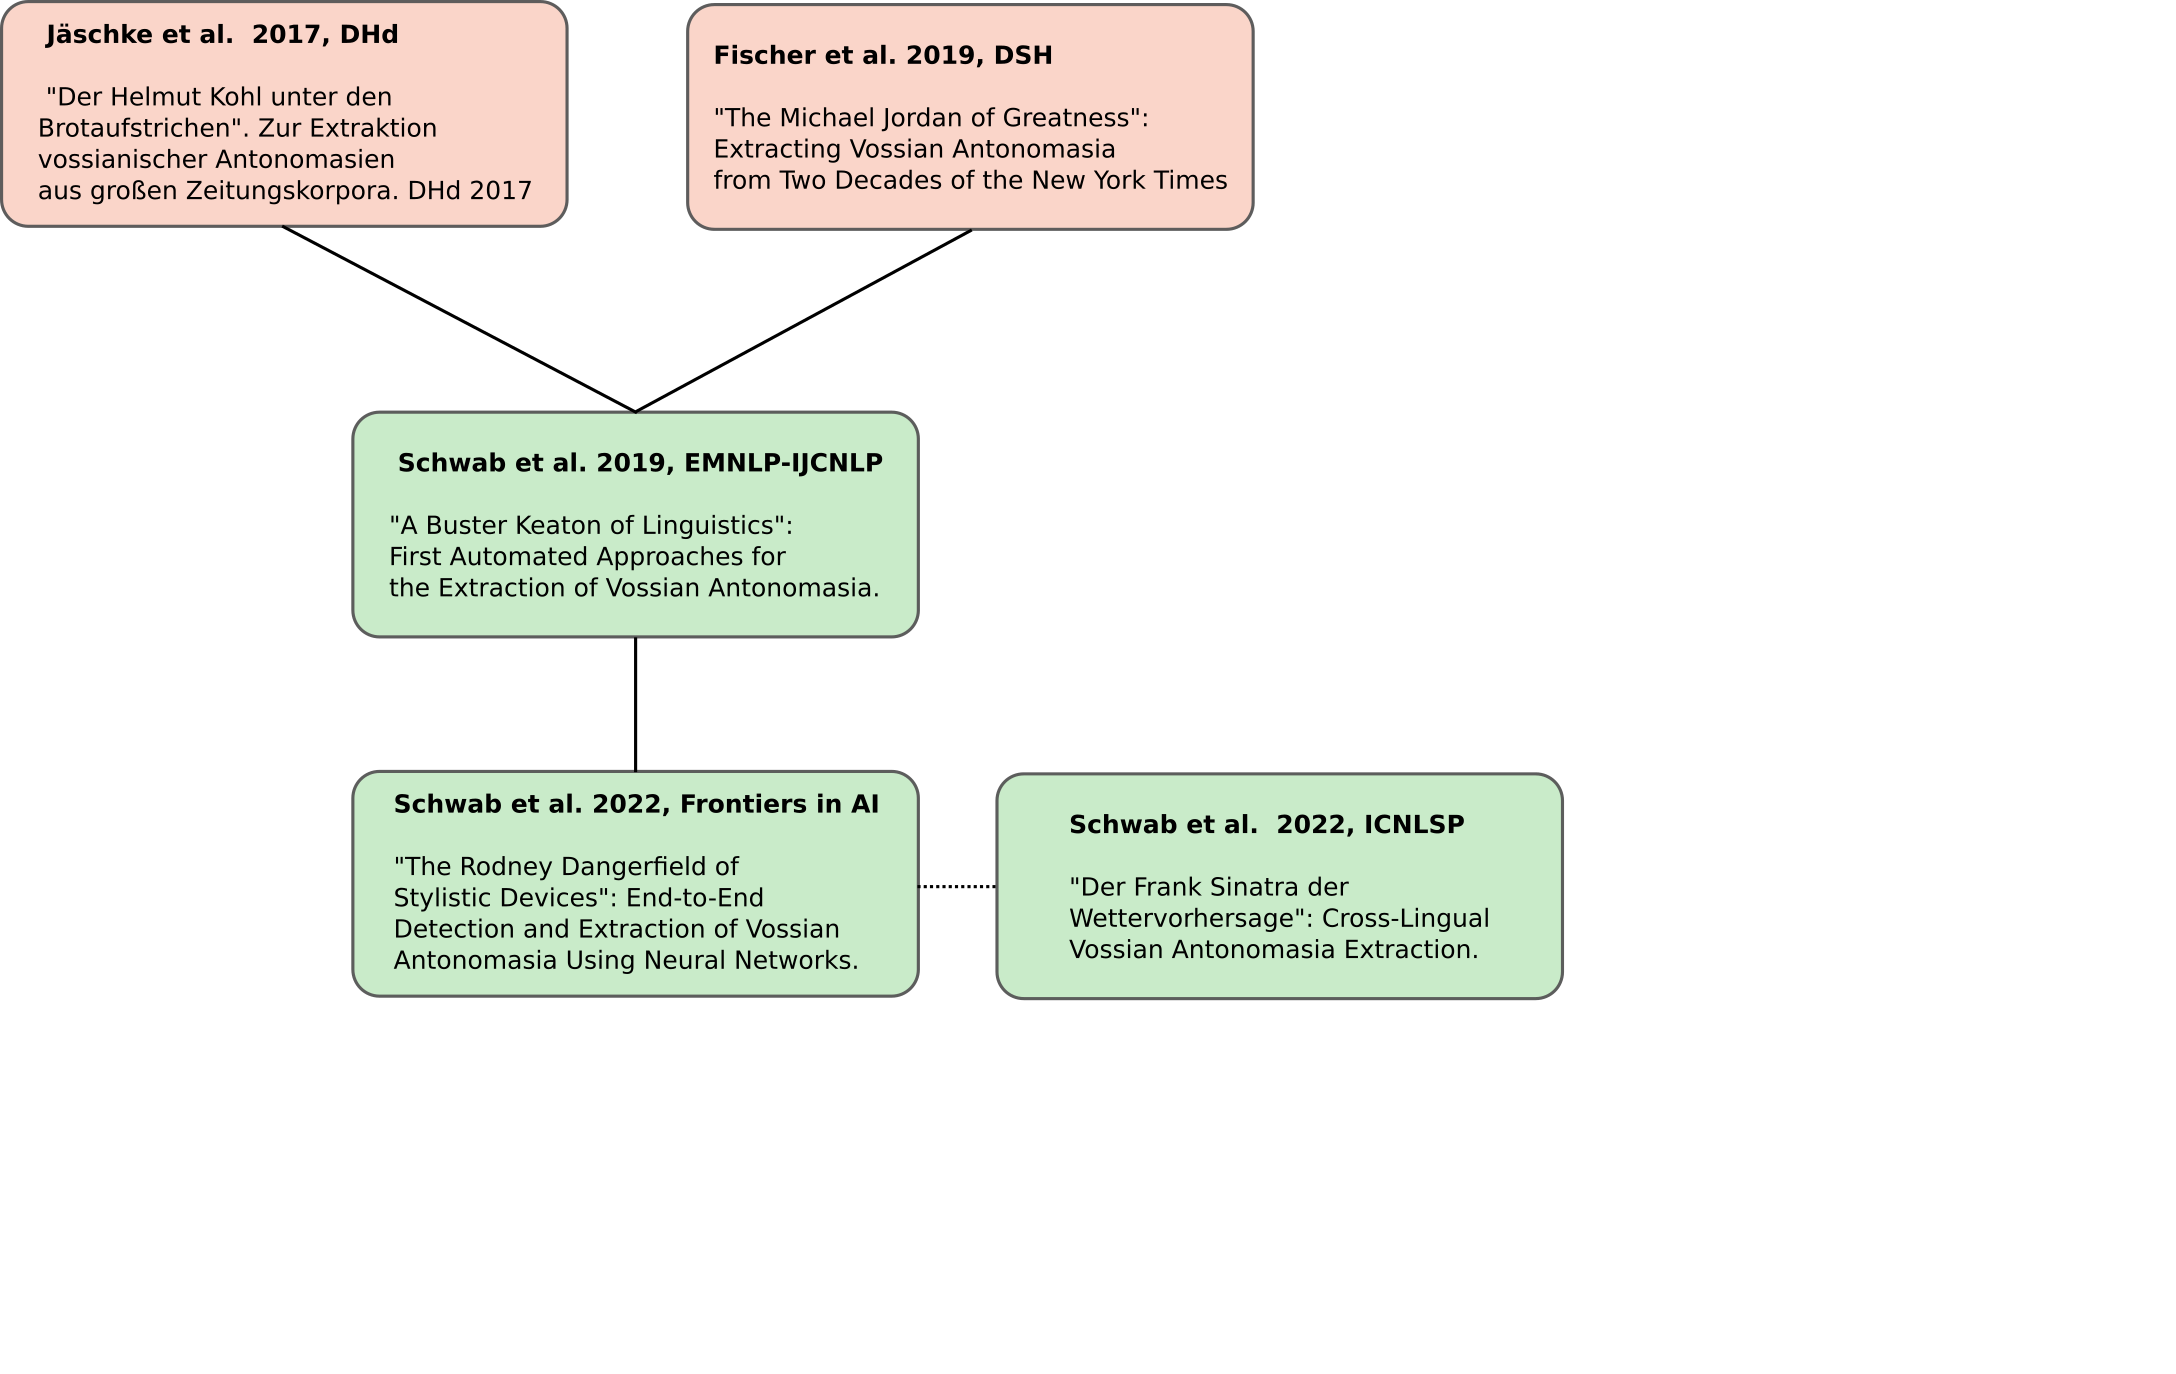 Jäschke et al.  2017, DHd
"Der Helmut Kohl unter den
Brotaufstrichen". Zur Extraktion
vossianischer Antonomasien
aus großen Zeitungskorpora. DHd 2017
Fischer et al. 2019, DSH
"The Michael Jordan of Greatness":
Extracting Vossian Antonomasia
from Two Decades of the New York Times
Schwab et al. 2019, EMNLP-IJCNLP
"A Buster Keaton of Linguistics":
First Automated Approaches for
the Extraction of Vossian Antonomasia.
Schwab et al. 2022, Frontiers in AI
"The Rodney Dangerfield of
Stylistic Devices": End-to-End
Detection and Extraction of Vossian
Antonomasia Using Neural Networks.
Schwab et al.  2022, ICNLSP
"Der Frank Sinatra der
Wettervorhersage": Cross-Lingual
Vossian Antonomasia Extraction.